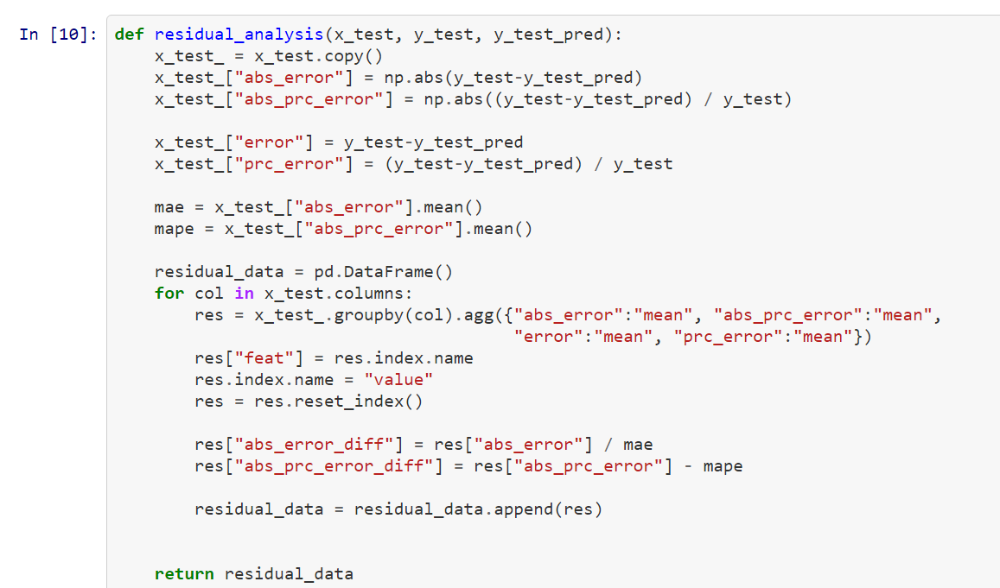 In [10]: def residual_analysis(x_test, y_test, y_test_pred):
    x_test_ = x_test.copy()
    x_test_["abs_error"] = np.abs(y_test-y_test_pred)
    x_test_["abs_prc_error"] = np.abs((y_test-y_test_pred) / y_test)

    x_test_["error"] = y_test-y_test_pred
    x_test_["prc_error"] = (y_test-y_test_pred) / y_test

    mae = x_test_["abs_error"].mean()
    mape = x_test_["abs_prc_error"].mean()

    residual_data = pd.DataFrame()
    for col in x_test.columns:
        res = x_test_.groupby(col).agg({"abs_error":"mean", "abs_prc_error":"mean",
                                        "error":"mean", "prc_error":"mean"})
        res["feat"] = res.index.name
        res.index.name = "value"
        res = res.reset_index()

        res["abs_error_diff"] = res["abs_error"] / mae
        res["abs_prc_error_diff"] = res["abs_prc_error"] - mape

        residual_data = residual_data.append(res)


    return residual_data